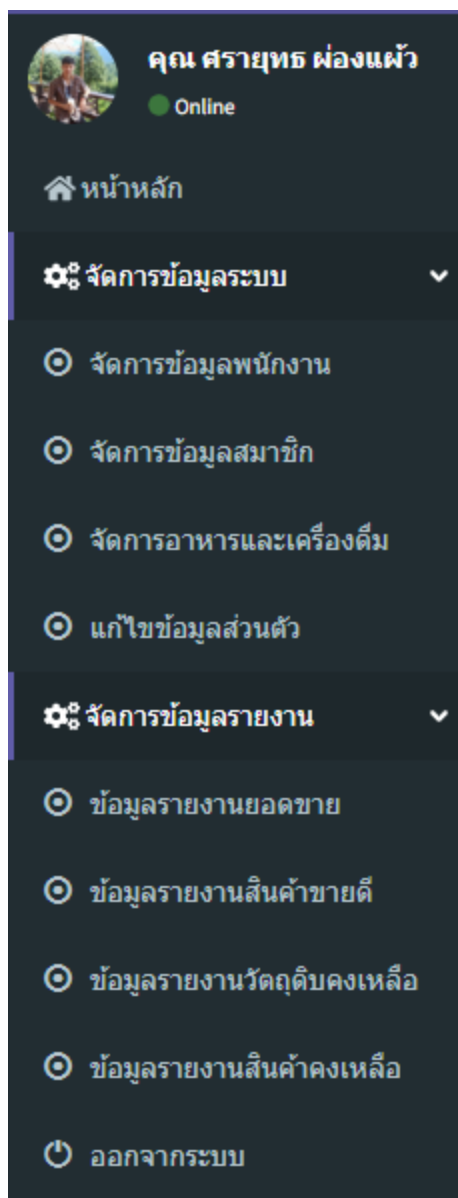 คุณ ศรายุทธ ผ่องแผ้ว
Online
หน้าหลัก
จัดการข้อมูลระบบ
จัดการข้อมูลพนักงาน
จัดการข้อมูลสมาชิก
จัดการอาหารและเครื่องดื่ม
แก้ไขข้อมูลส่วนตัว
จัดการข้อมูลรายงาน
ข้อมูลรายงานยอดขาย
ข้อมูลรายงานสินค้าขายดี
ข้อมูลรายงานวัตถุดิบคงเหลือ
ข้อมูลรายงานสินค้าคงเหลือ
ออกจากระบบ